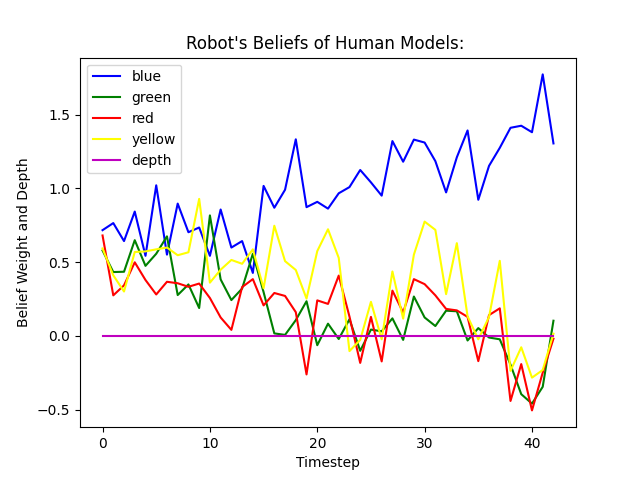 Robot's Beliefs of Human Models:
blue
green
red
yellow
depth
Belief Weight and Depth
1.5
1.0
0.5
0.0
−0.5
0
10
20
30
40
Timestep